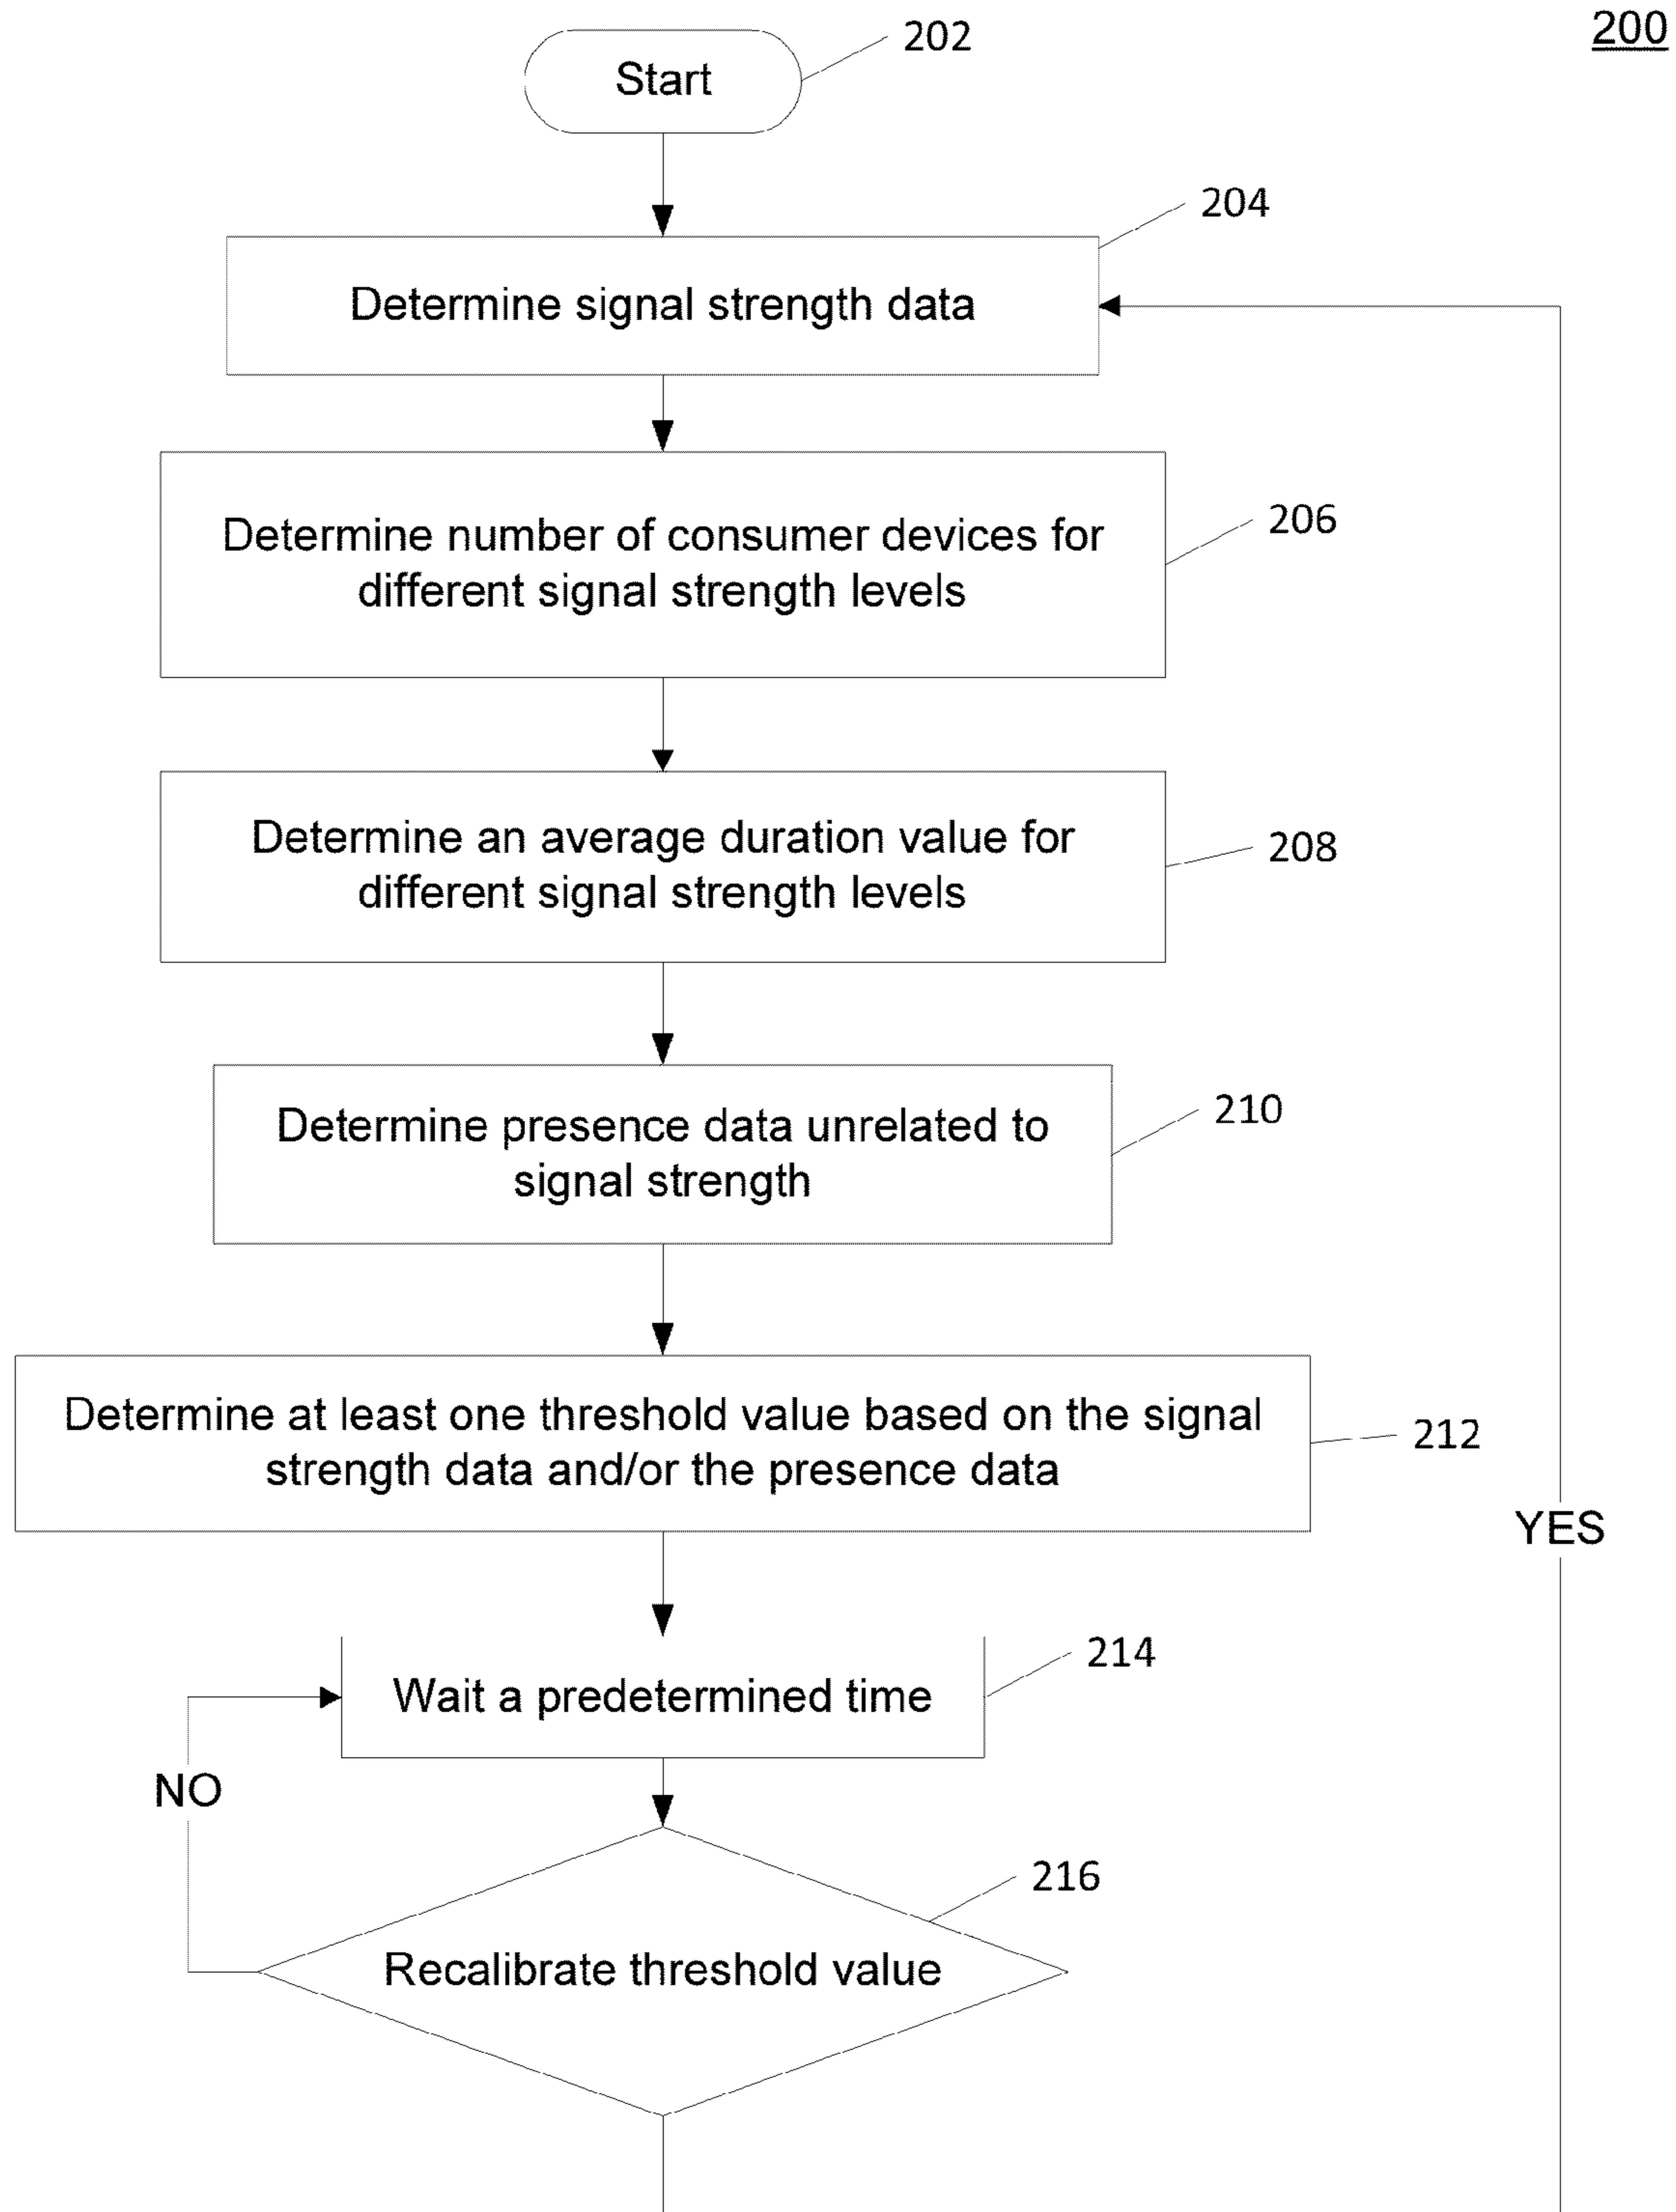 200
202
Start
204
Determine signal strength data
Determine number of consumer devices for
different signal strength levels
206
Determine an average duration value for
different signal strength levels
208
Determine presence data unrelated to
signal strength
210
Determine at least one threshold value based on the signal
strength data and/or the presence data
212
YES
214
Wait a predetermined time
NO
216
Recalibrate threshold value